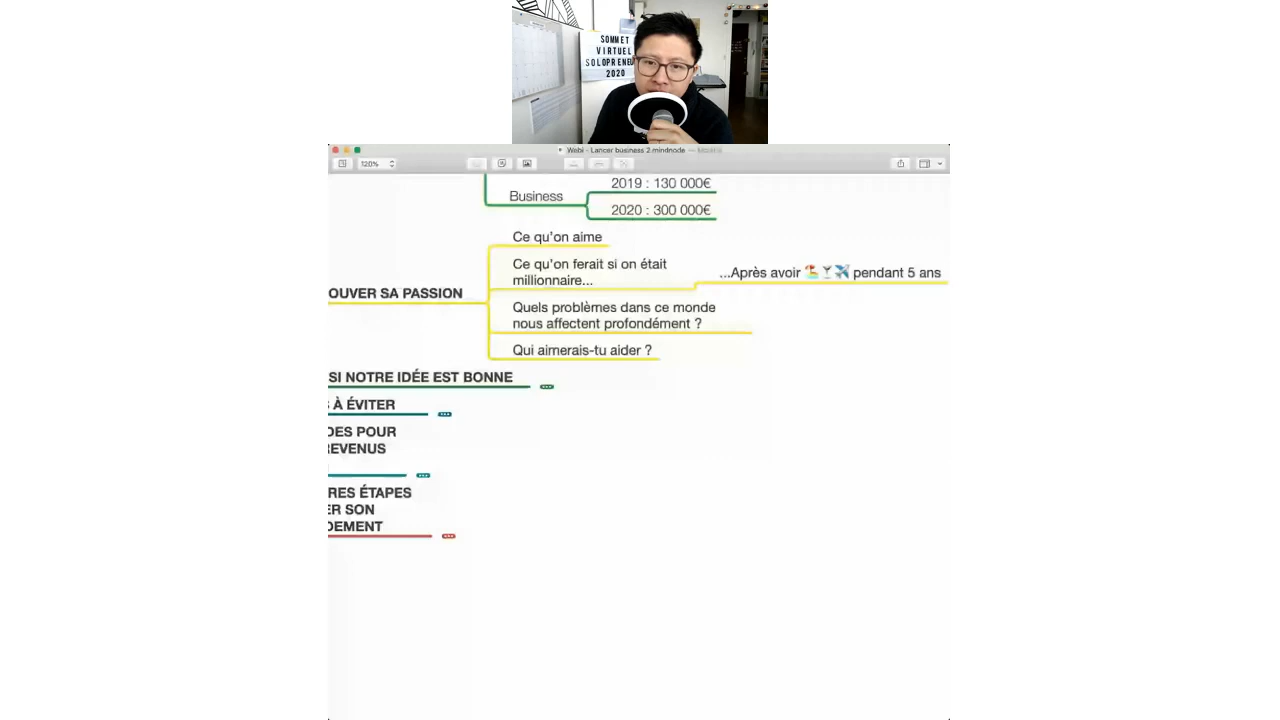 SOMMET
VIRTUEL
SOLOPRENEU
2020
Webi - Lancer business 2.mindnode
120%
2019 : 130 000€
Business
2020 : 300 000€
Ce qu'on aime
Ce qu'on ferait si on était
millionnaire...
...Après avoir 🏖️🍸✈️ pendant 5 ans
OUVER SA PASSION
Quels problèmes dans ce monde
nous affectent profondément ?
Qui aimerais-tu aider ?
SI NOTRE IDÉE EST BONNE
À ÉVITER
DES POUR
REVENUS
RES ÉTAPES
ER SON
DEMENT